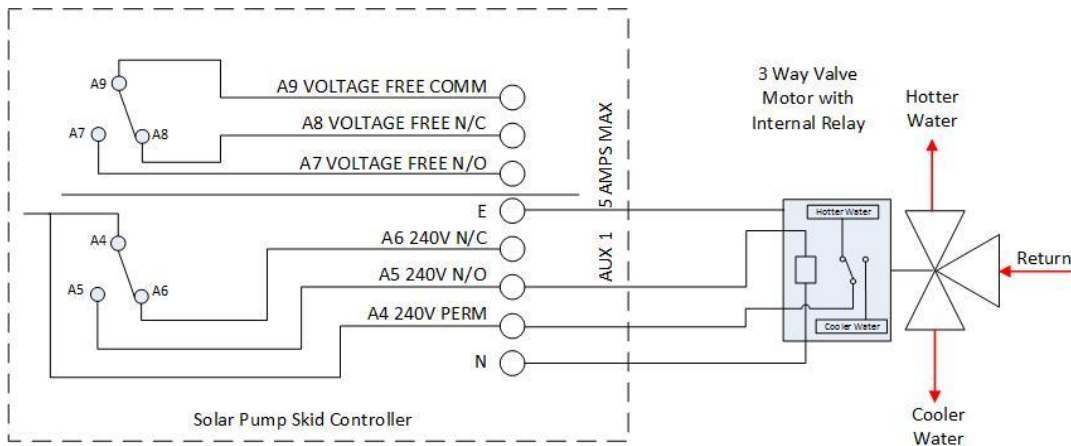 A9
A7
A8
A9 VOLTAGE FREE COMM
A8 VOLTAGE FREE N/C
A7 VOLTAGE FREE N/O
5 AMPS MAX
A4
A5
A6
E
A6 240V N/C
A5 240V N/O
A4 240V PERM
N
AUX 1
Solar Pump Skid Controller
3 Way Valve
Motor with
Internal Relay
Hotter Water
Cooler Water
Hotter
Water
Return
Cooler
Water